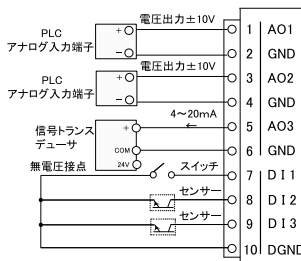 電圧出力±10V
PLC
アナログ入力端子
+
−
1 AO1
2 GND
電圧出力±10V
PLC
アナログ入力端子
+
−
3 AO2
4 GND
4〜20mA
←
信号トランス
デューサ
+
COM
24V
5 AO3
6 GND
無電圧接点
スイッチ
7 DI1
センサー
8 DI2
センサー
9 DI3
10 DGND